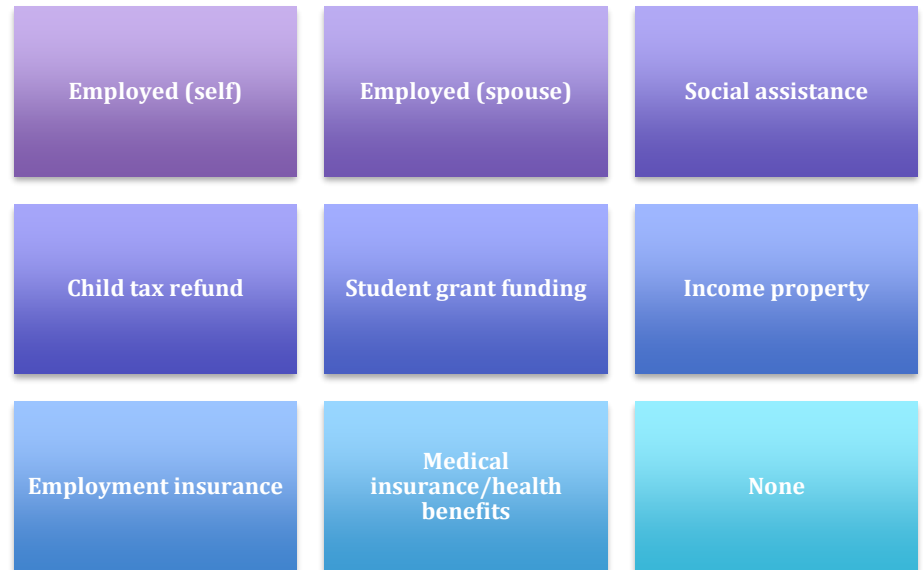 Employed (self)
Employed (spouse)
Social assistance
Child tax refund
Student grant funding
Income property
Employment insurance
Medical
insurance/health
benefits
None